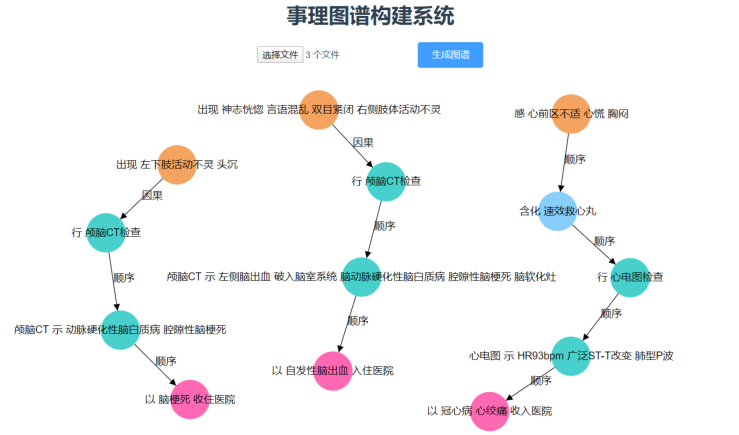 事理图谱构建系统
选择文件 3 个文件
生成图谱
出现 左下肢活动不灵 头沉
因果
行 颅脑CT检查
顺序
颅脑CT 示 动脉硬化性脑白质病 腔隙性脑梗死
顺序
以 脑梗死 收住医院
出现 神志恍惚 言语混乱 双目紧闭 右侧肢体活动不灵
因果
行 颅脑CT检查
顺序
颅脑CT 示 左侧脑出血 破入脑室系统 脑动脉硬化性脑白质病 腔隙性脑梗死 脑软化灶
顺序
以 自发性脑出血 入住医院
感 心前区不适 心慌 胸闷
顺序
含化 速效救心丸
顺序
行 心电图检查
顺序
心电图 示 HR93bpm 广泛ST-T改变 肺型P波
顺序
以 冠心病 心绞痛 收入医院